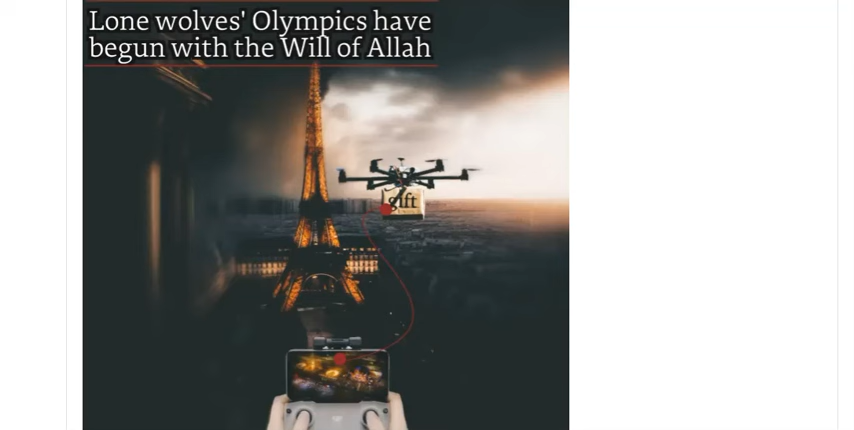 Lone wolves' Olympics have
begun with the Will of Allah
gift